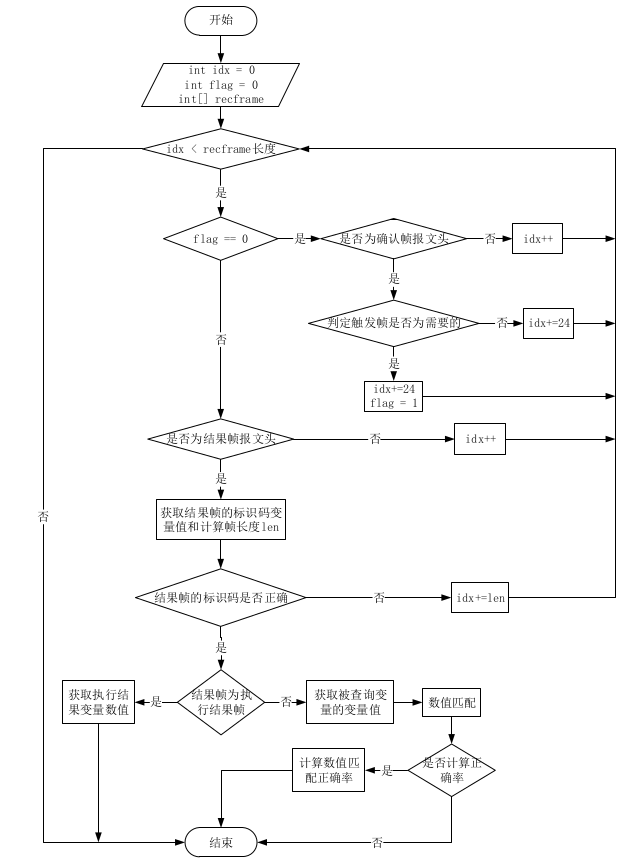 开始
int idx = 0
int flag = 0
int[] recframe
idx < recframe长度
是
flag == 0
是
是否为确认帧报文头
否
idx++
是
判定触发帧是否为需要的
否
idx+=24
否
是
idx+=24
flag = 1
是否为结果帧报文头
否
idx++
是
获取结果帧的标识码变
量值和计算帧长度len
否
结果帧的标识码是否正确
否
idx+=len
是
获取执行结
果变量数值
是
结果帧为执
行结果帧
否
获取被查询变
量的变量值
数值匹配
计算数值匹
配正确率
是
是否计算正
确率
结束
否